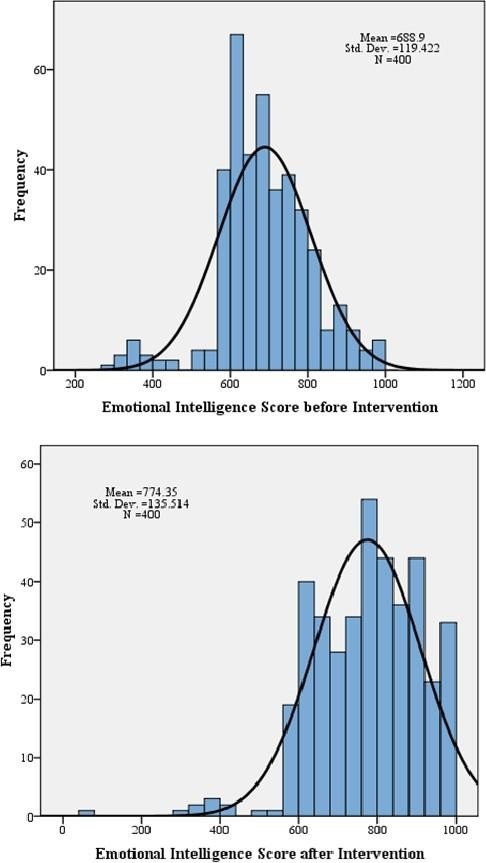 Mean =688.9
Std. Dev. =119.422
N =400
60
40
20
0
Frequency
200 400 600 800 1000 1200
Emotional Intelligence Score before Intervention
60
Mean =774.35
Std. Dev. =135.514
N =400
50
40
30
20
10
0
Frequency
0 200 400 600 800 1000
Emotional Intelligence Score after Intervention